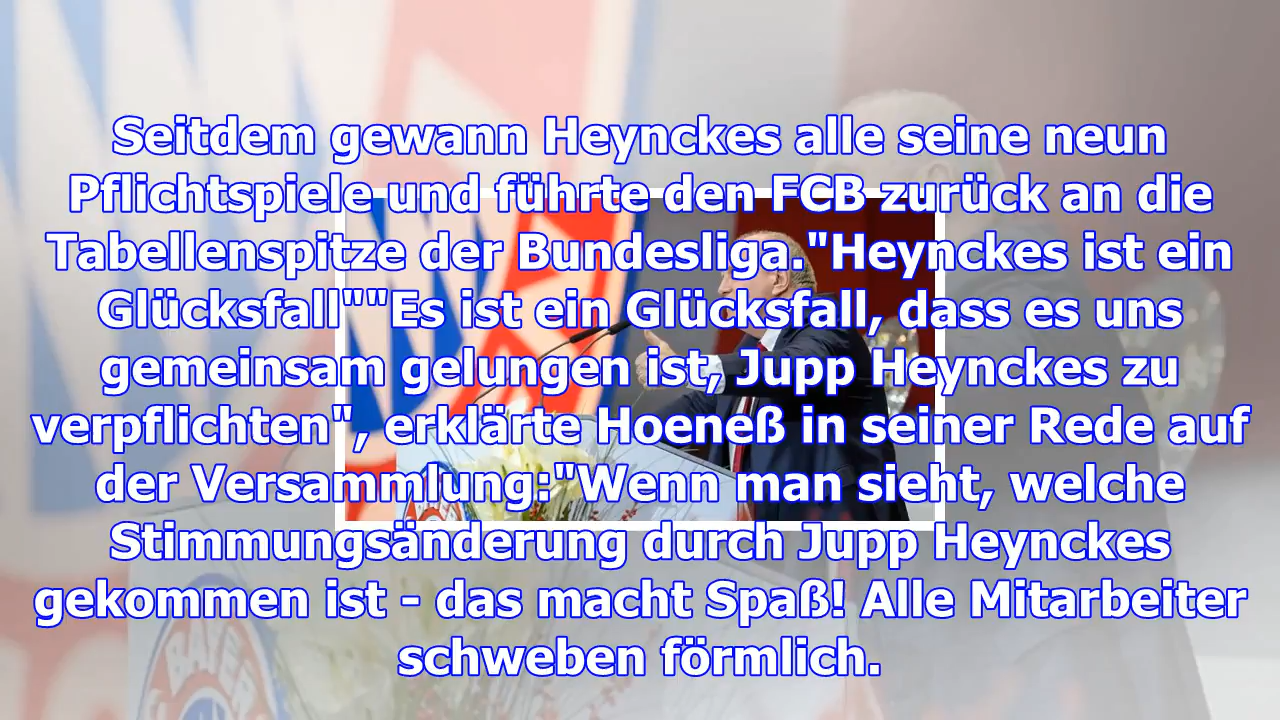 Seitdem gewann Heynckes alle seine neun
Pflichtspiele und führte den FCB zurück an die
Tabellenspitze der Bundesliga."Heynckes ist ein
Glücksfall""Es ist ein Glücksfall, dass es uns
gemeinsam gelungen ist, Jupp Heynckes zu
verpflichten", erklärte Hoeneß in seiner Rede auf
der Versammlung:"Wenn man sieht, welche
Stimmungsänderung durch Jupp Heynckes
gekommen ist - das macht Spaß! Alle Mitarbeiter
schweben förmlich.